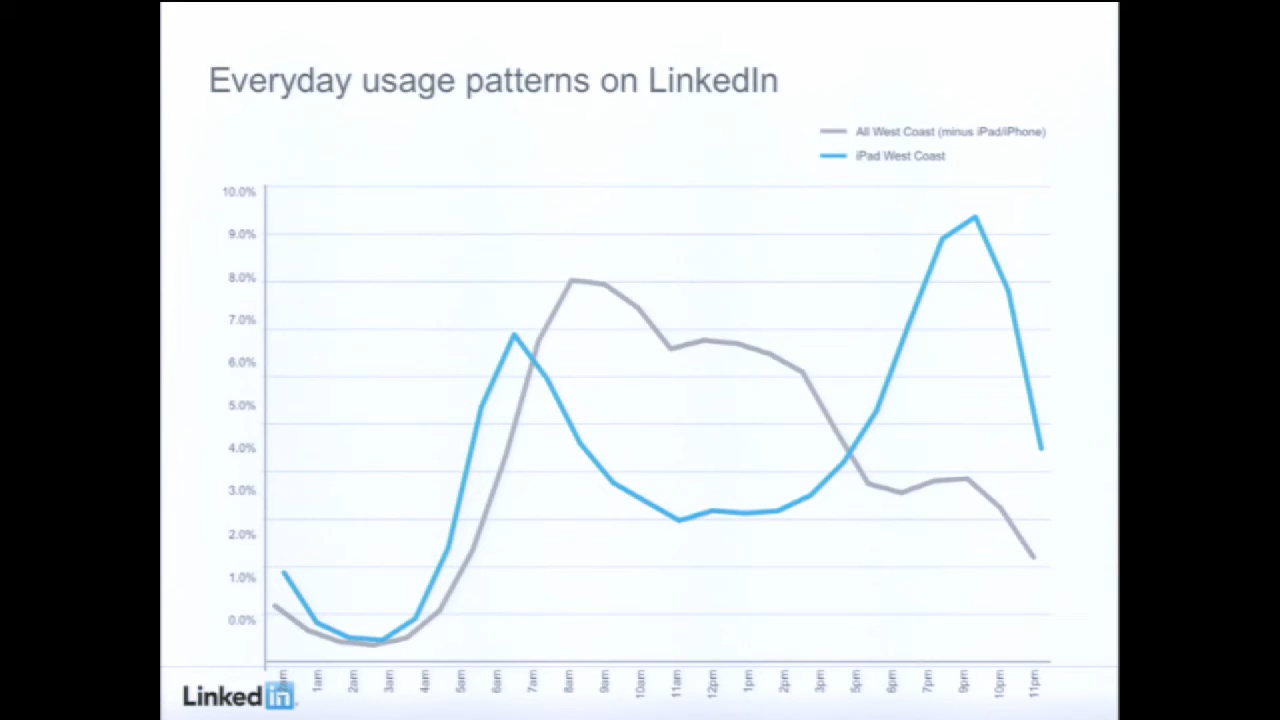 Everyday usage patterns on LinkedIn
All West Coast (minus iPad/iPhone)
iPad West Coast
10.0%
9.0%
8.0%
7.0%
6.0%
5.0%
4.0%
3.0%
2.0%
1.0%
0.0%
1am
2am
3am
4am
5am
6am
7am
8am
9am
10am
11am
12pm
1pm
2pm
3pm
5pm
6pm
7pm
9pm
10pm
11pm
Linked in